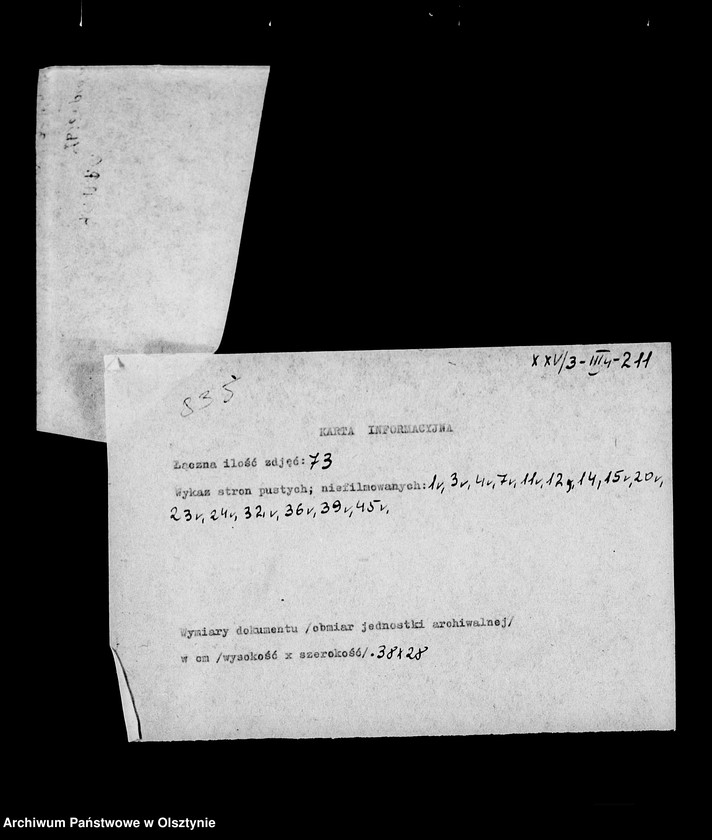 XXV/3-III4-211
835
KARTA INFORMACYJNA
Łączna ilość zdjęć: 73
Wykaz stron pustych; niefilmowanych: 1v, 3v, 4v, 7v, 11v, 12, 14, 15v, 20v,
23v, 24v, 32v, 36v, 39v, 45v,
Wymiary dokumentu /obmiar jednostki archiwalnej/
w cm /wysokość x szerokość/. 38x28
Archiwum Państwowe w Olsztynie